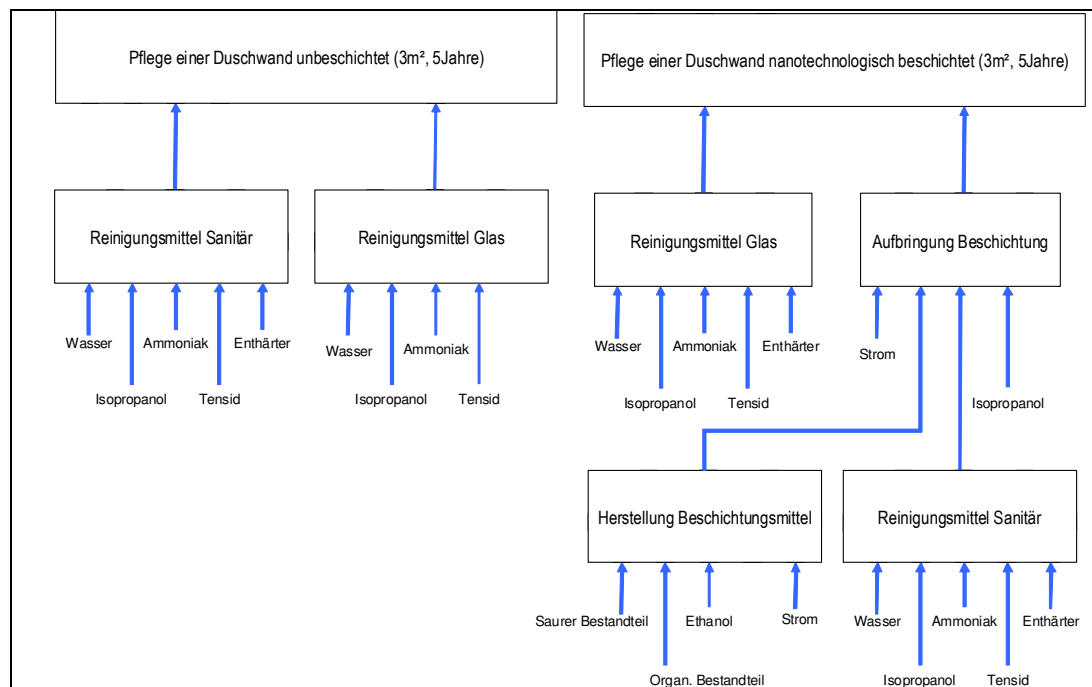 Pflege einer Duschwand unbeschichtet (3m², 5Jahre)
Reinigungsmittel Sanitär
Reinigungsmittel Glas
Wasser
Ammoniak
Enthärter
Isopropanol
Tensid
Wasser
Ammoniak
Isopropanol
Tensid
Pflege einer Duschwand nanotechnologisch beschichtet (3m², 5Jahre)
Reinigungsmittel Glas
Aufbringung Beschichtung
Wasser
Ammoniak
Enthärter
Isopropanol
Tensid
Strom
Isopropanol
Herstellung Beschichtungsmittel
Reinigungsmittel Sanitär
Saurer Bestandteil
Ethanol
Strom
Organ. Bestandteil
Wasser
Ammoniak
Enthärter
Isopropanol
Tensid